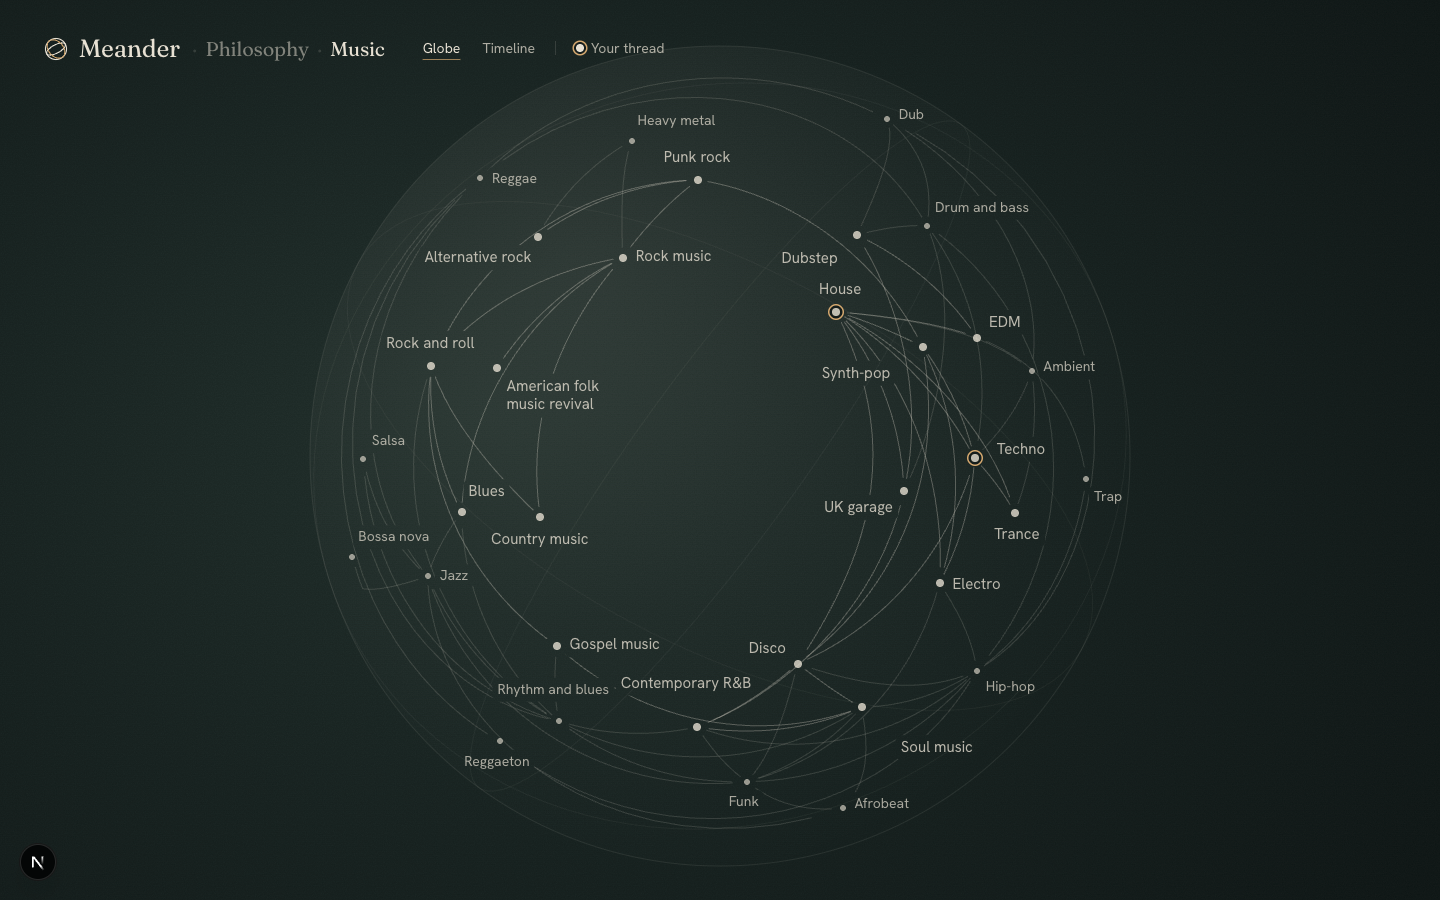 Meander · Philosophy · Music Globe Timeline Your thread
Heavy metal
Dub
Punk rock
Reggae
Drum and bass
Alternative rock
Rock music
Dubstep
House
EDM
Rock and roll
Synth-pop
Ambient
American folk
music revival
Salsa
Techno
Blues
UK garage
Trap
Bossa nova
Country music
Trance
Jazz
Electro
Gospel music
Disco
Rhythm and blues
Contemporary R&B
Hip-hop
Soul music
Reggaeton
Funk
Afrobeat
N